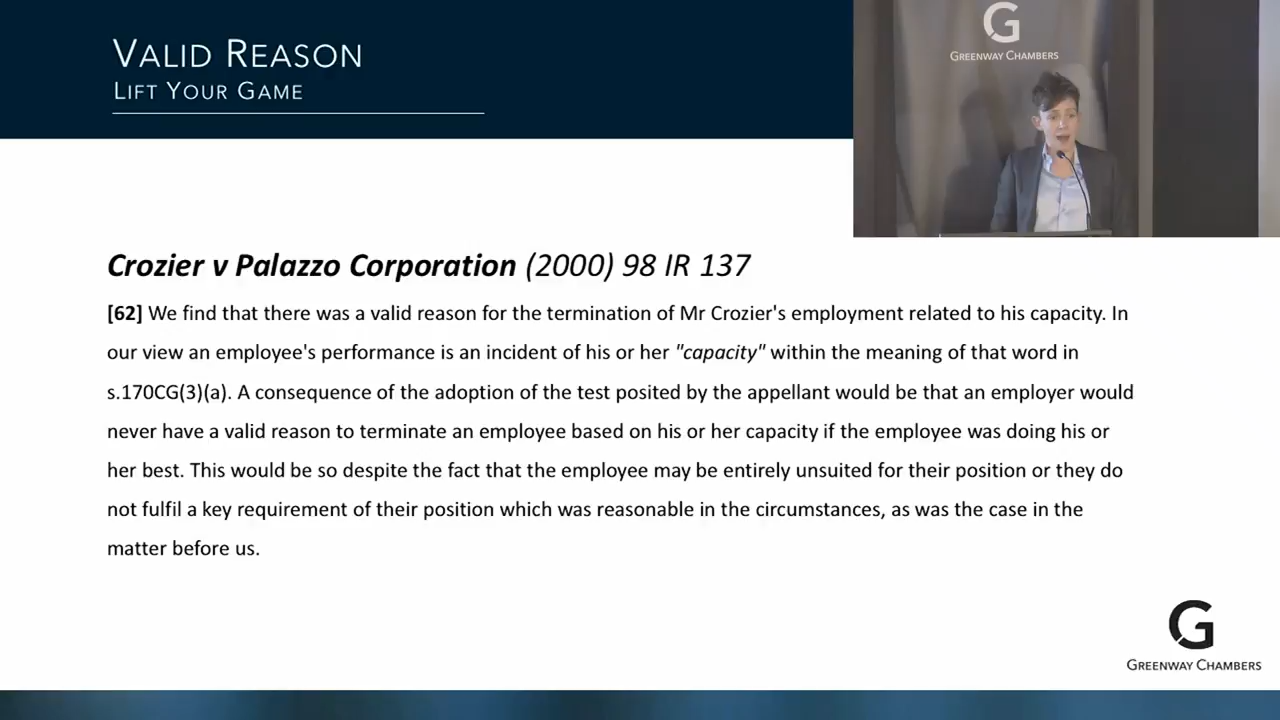 VALID REASON
LIFT YOUR GAME
G
GREENWAY CHAMBERS
Crozier v Palazzo Corporation (2000) 98 IR 137
[62] We find that there was a valid reason for the termination of Mr Crozier's employment related to his capacity. In
our view an employee's performance is an incident of his or her "capacity" within the meaning of that word in
s.170CG(3)(a). A consequence of the adoption of the test posited by the appellant would be that an employer would
never have a valid reason to terminate an employee based on his or her capacity if the employee was doing his or
her best. This would be so despite the fact that the employee may be entirely unsuited for their position or they do
not fulfil a key requirement of their position which was reasonable in the circumstances, as was the case in the
matter before us.
G
GREENWAY CHAMBERS